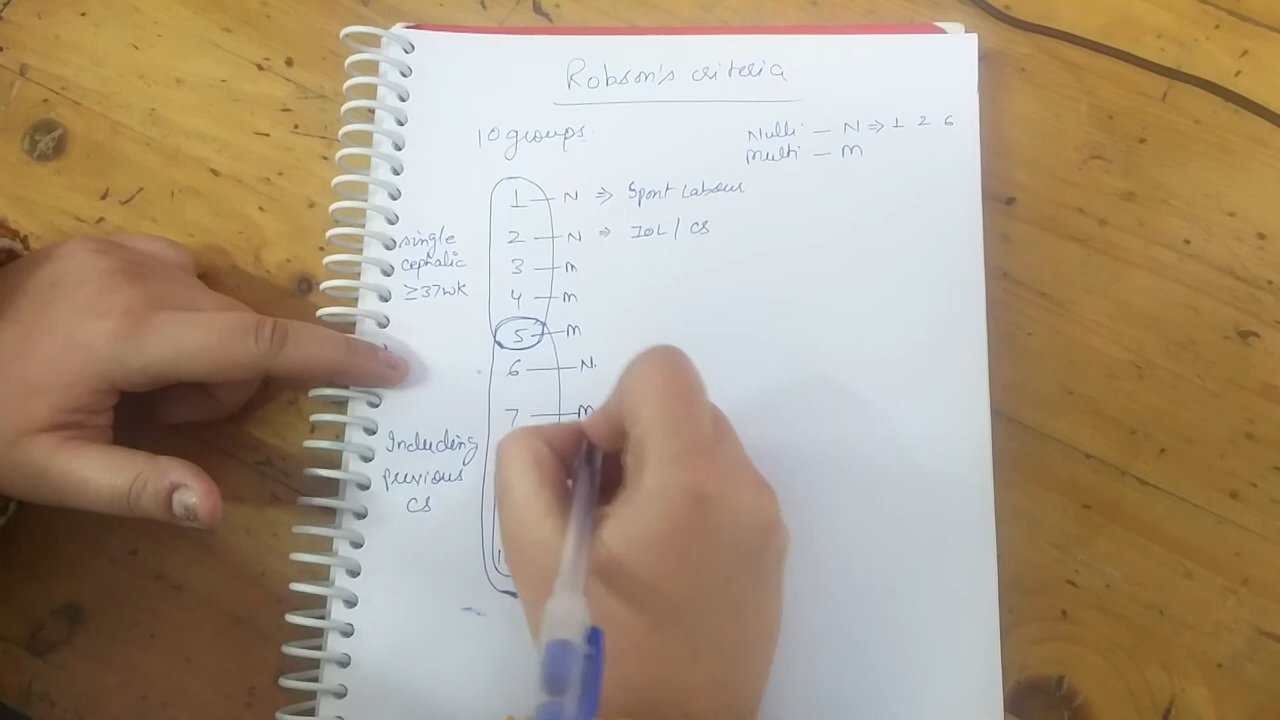 Robson's criteria
10 groups.
Nulli - N ⇒ 1 2 6
Multi - M
1 - N ⇒ Spont Labour
2 - N ⇒ IOL / CS
3 - M
4 - M
5 - M
6 - N.
7 - M
single
cephalic
≥37wk
Including
previous
CS